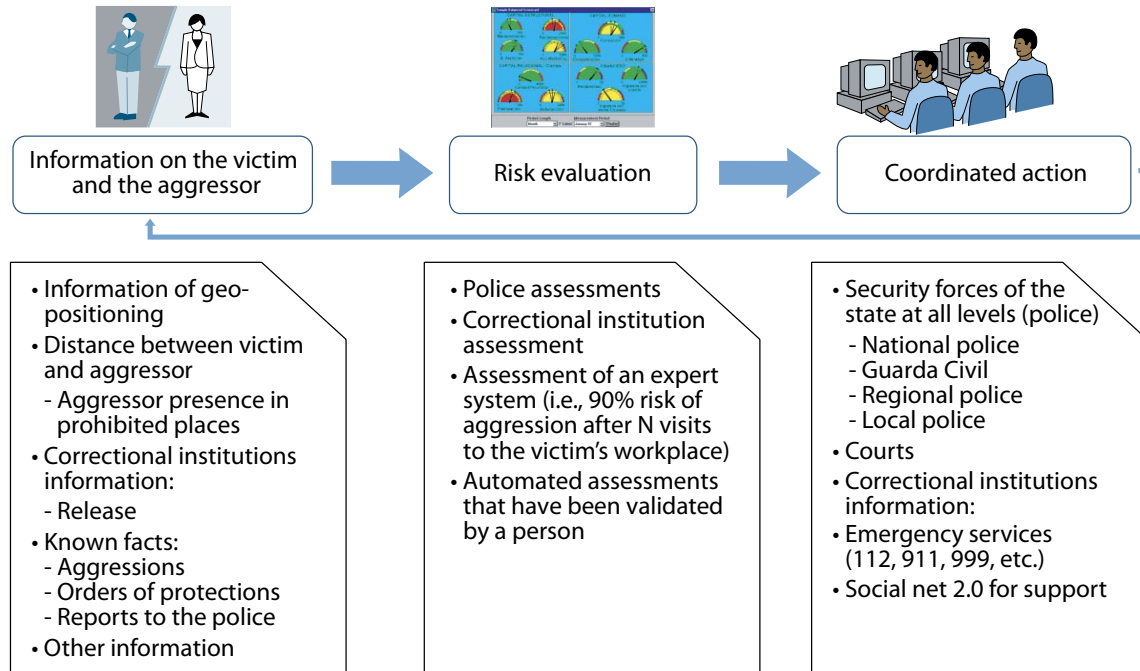 Information on the victim
and the aggressor
Risk evaluation
Coordinated action
• Information of geo-
positioning
• Distance between victim
and aggressor
- Aggressor presence in
prohibited places
• Correctional institutions
information:
- Release
• Known facts:
- Aggressions
- Orders of protections
- Reports to the police
• Other information
• Police assessments
• Correctional institution
assessment
• Assessment of an expert
system (i.e., 90% risk of
aggression after N visits
to the victim’s workplace)
• Automated assessments
that have been validated
by a person
• Security forces of the
state at all levels (police)
- National police
- Guarda Civil
- Regional police
- Local police
• Courts
• Correctional institutions
information:
• Emergency services
(112, 911, 999, etc.)
• Social net 2.0 for support